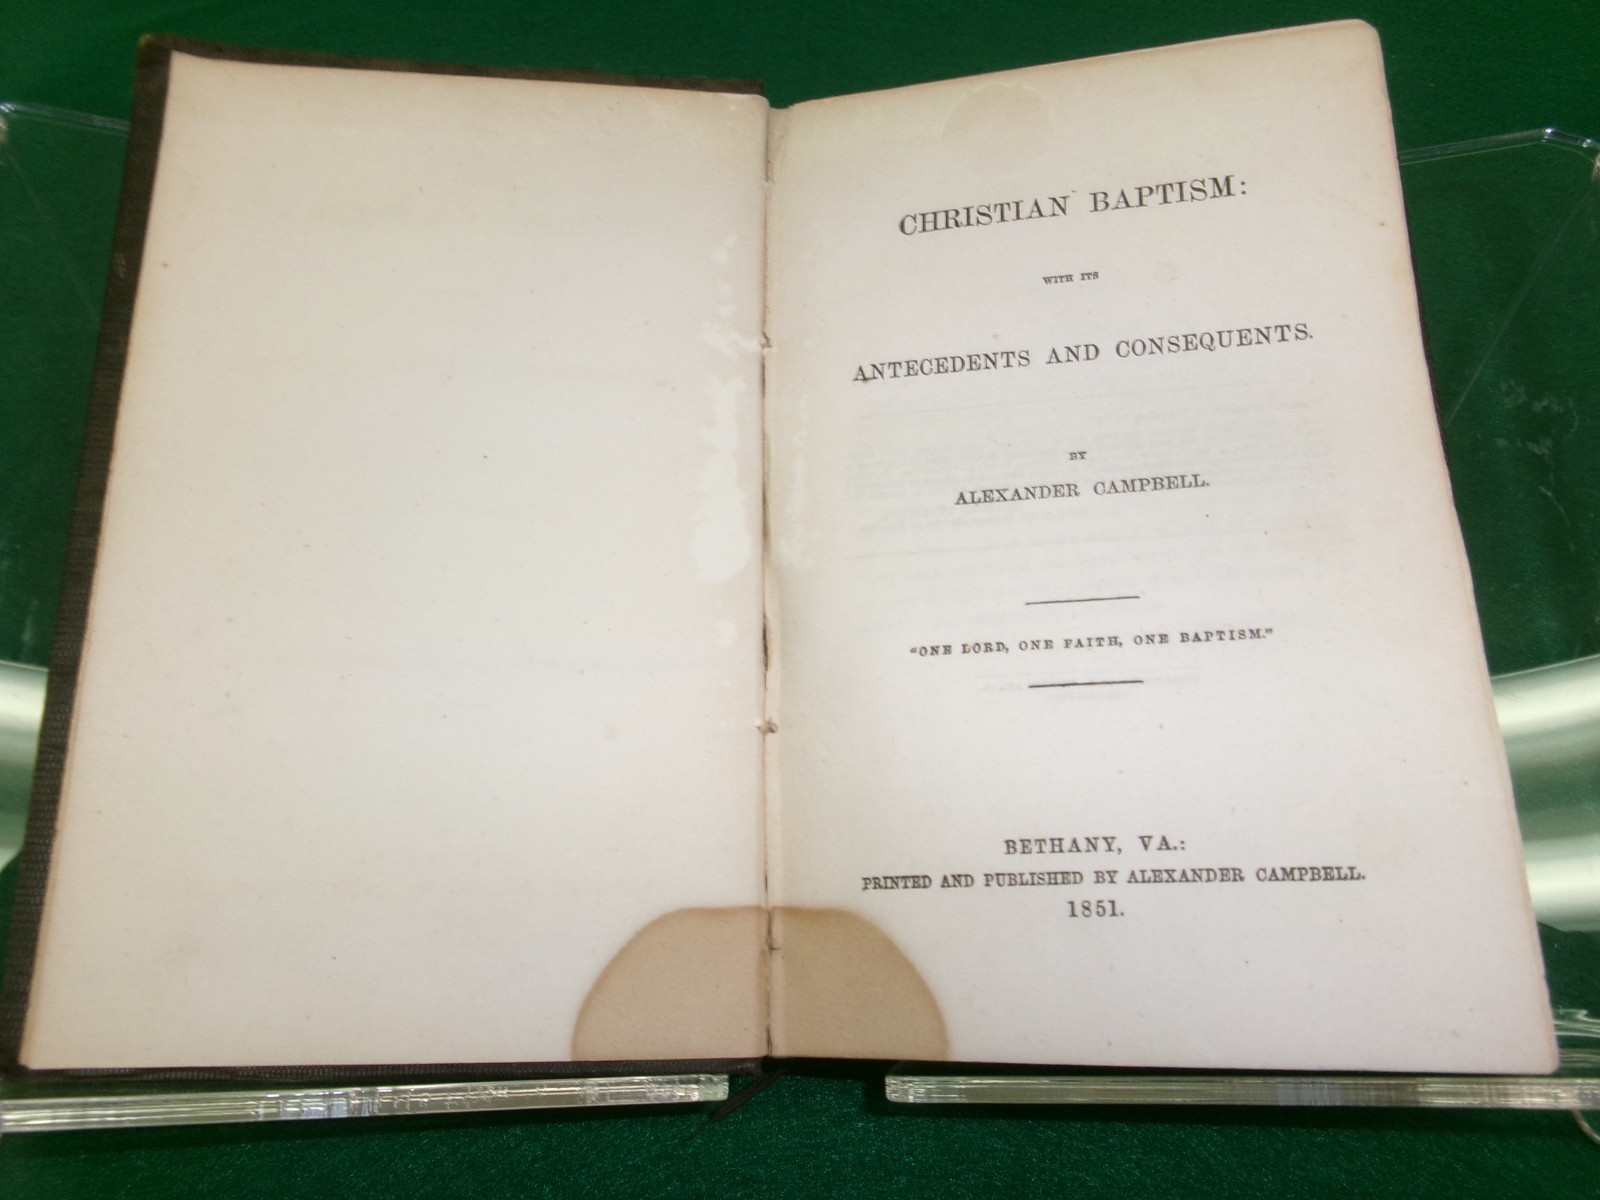 CHRISTIAN BAPTISM:
WITH ITS
ANTECEDENTS AND CONSEQUENTS.
BY
ALEXANDER CAMPBELL.
"ONE LORD, ONE FAITH, ONE BAPTISM."
BETHANY, VA.:
PRINTED AND PUBLISHED BY ALEXANDER CAMPBELL.
1851.